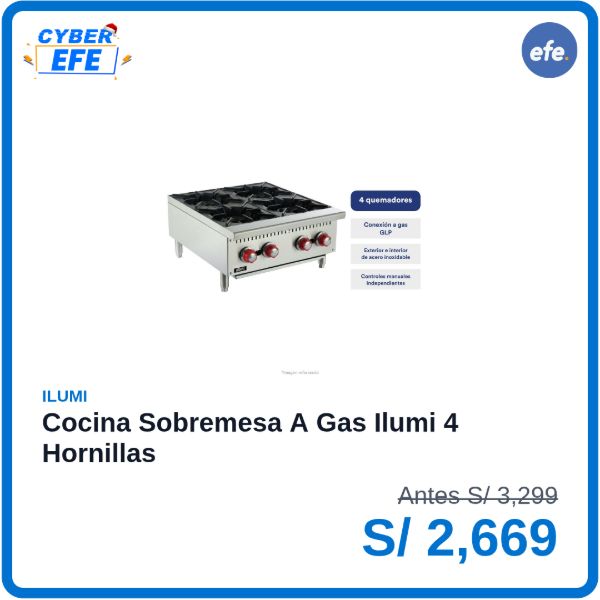 CYBER
EFE
efe.
4 quemadores
Conexión a gas
GLP
Exterior e interior
de acero inoxidable
Controles manuales
independientes
ILUMI
Cocina Sobremesa A Gas Ilumi 4
Hornillas
Antes S/ 3,299
S/ 2,669